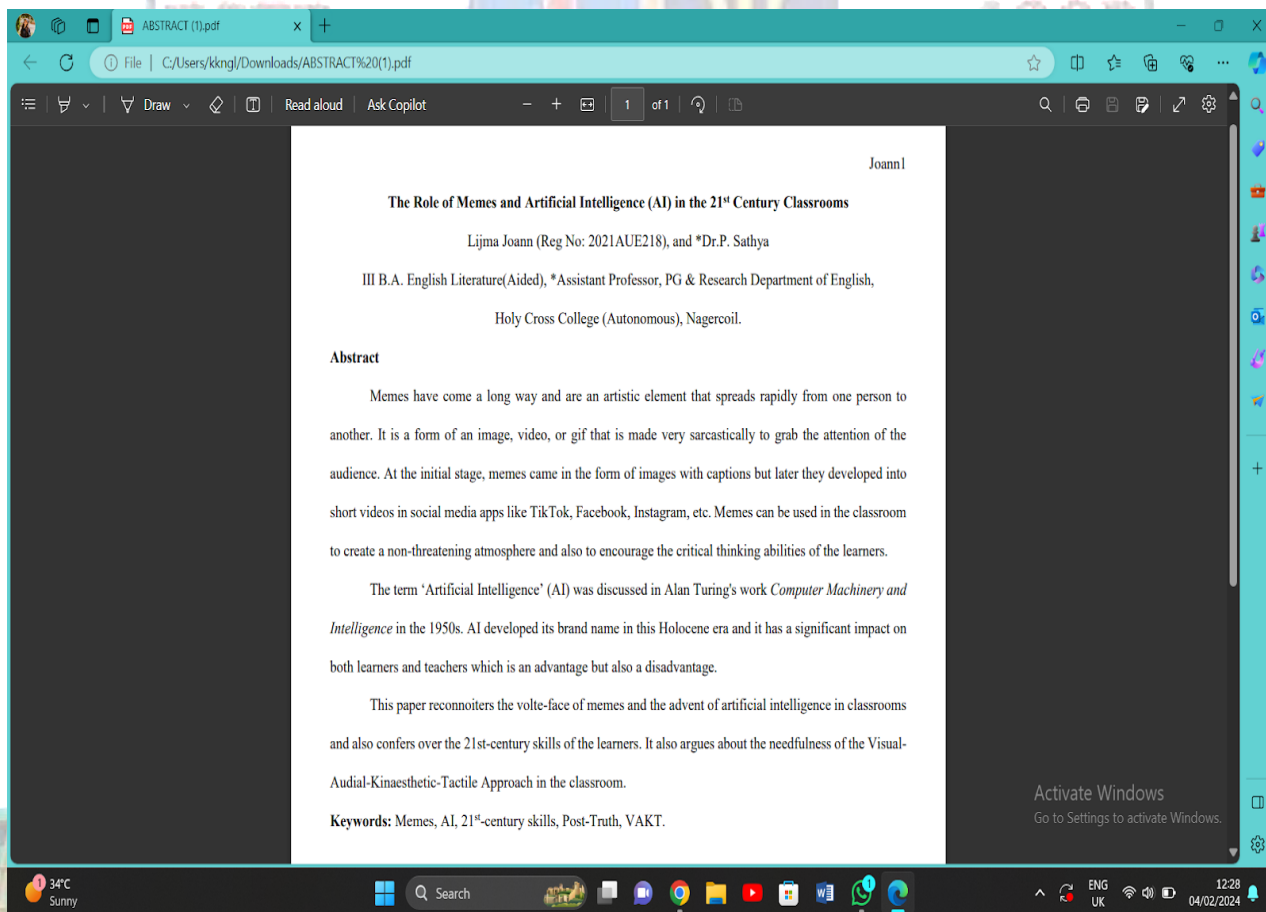 ABSTRACT (1).pdf
File | C:/Users/kkngl/Downloads/ABSTRACT%20(1).pdf
Draw
Read aloud
Ask Copilot
1 of 1
Joann1
The Role of Memes and Artificial Intelligence (AI) in the 21st Century Classrooms
Lijma Joann (Reg No: 2021AUE218), and *Dr.P. Sathya
III B.A. English Literature(Aided), *Assistant Professor, PG & Research Department of English,
Holy Cross College (Autonomous), Nagercoil.
Abstract
Memes have come a long way and are an artistic element that spreads rapidly from one person to
another. It is a form of an image, video, or gif that is made very sarcastically to grab the attention of the
audience. At the initial stage, memes came in the form of images with captions but later they developed into
short videos in social media apps like TikTok, Facebook, Instagram, etc. Memes can be used in the classroom
to create a non-threatening atmosphere and also to encourage the critical thinking abilities of the learners.
The term ‘Artificial Intelligence’ (AI) was discussed in Alan Turing's work Computer Machinery and
Intelligence in the 1950s. AI developed its brand name in this Holocene era and it has a significant impact on
both learners and teachers which is an advantage but also a disadvantage.
This paper reconnoiters the volte-face of memes and the advent of artificial intelligence in classrooms
and also confers over the 21st-century skills of the learners. It also argues about the needfulness of the Visual-
Audial-Kinaesthetic-Tactile Approach in the classroom.
Keywords: Memes, AI, 21st-century skills, Post-Truth, VAKT.
Activate Windows
Go to Settings to activate Windows.
1
34°C
Sunny
Search
1
ENG
UK
12:28
04/02/2024